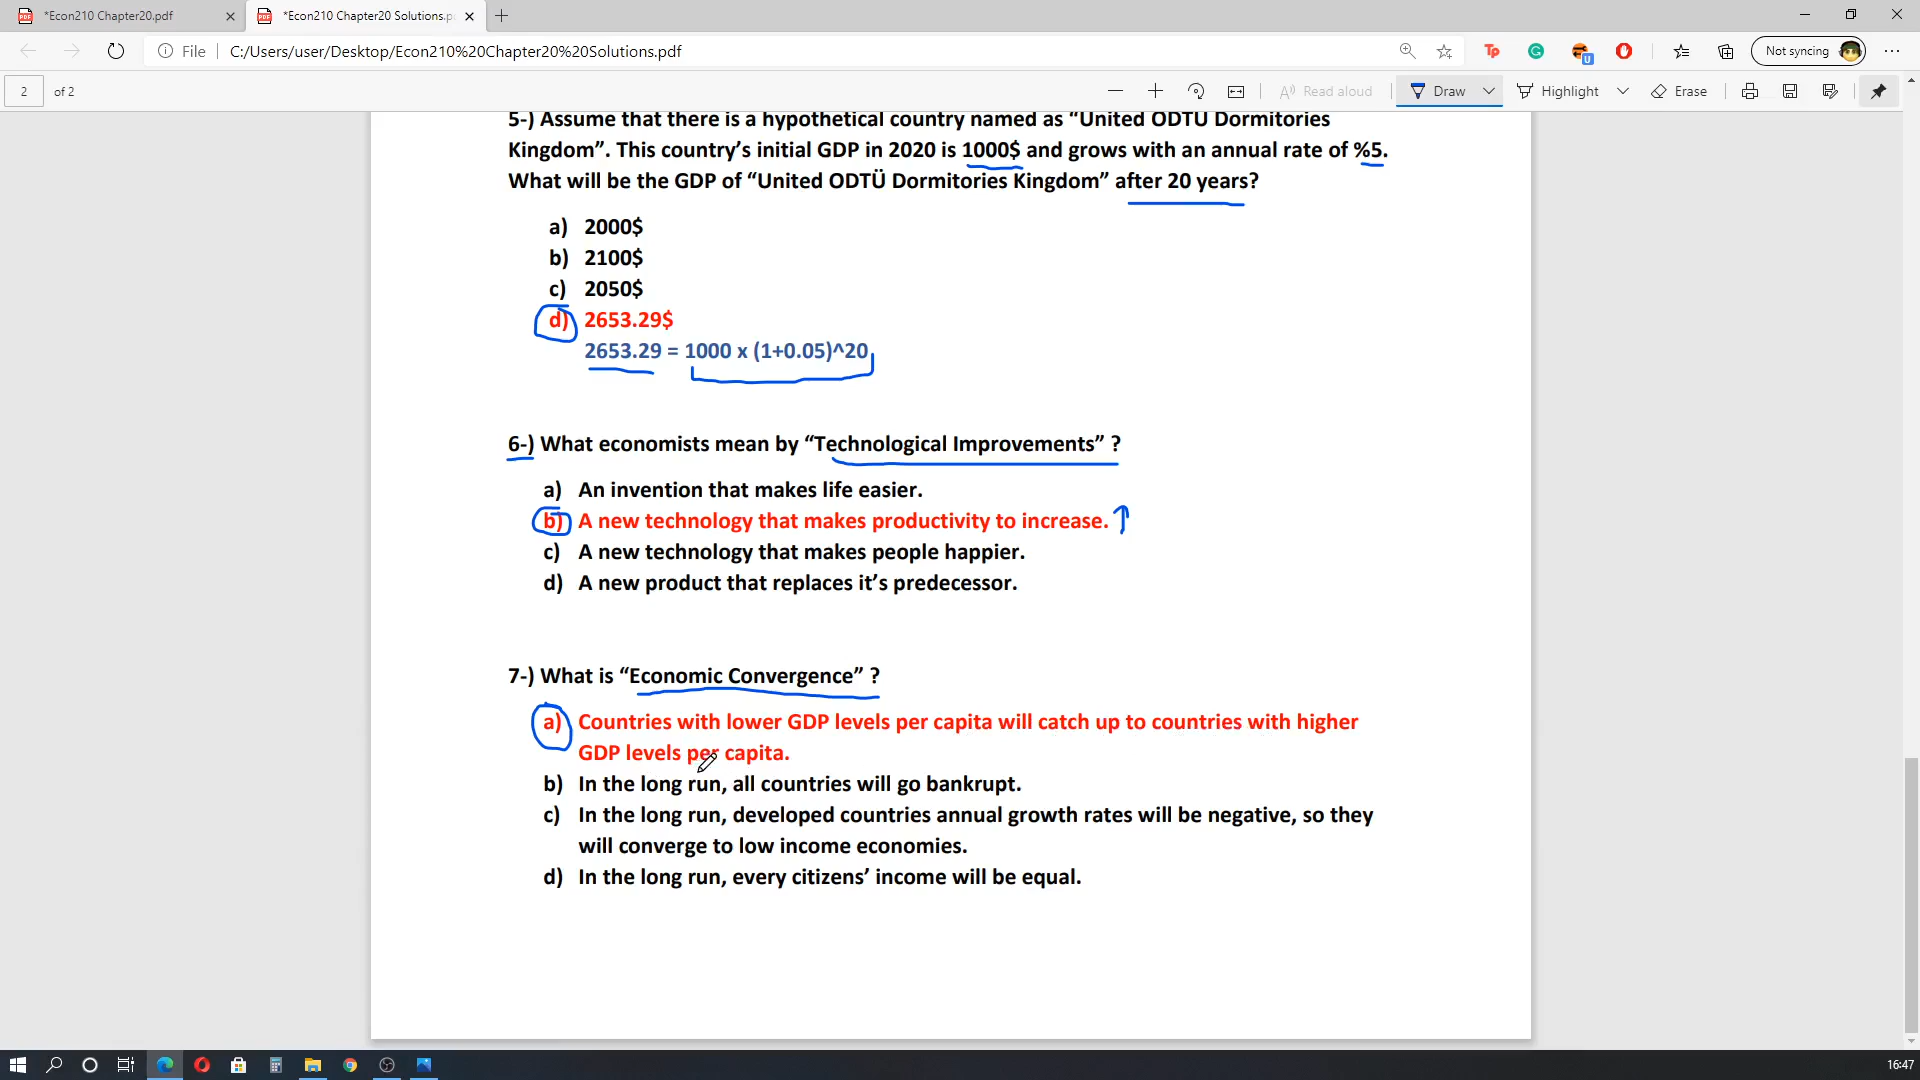 *Econ210 Chapter20.pdf
*Econ210 Chapter20 Solutions.p
File
C:/Users/user/Desktop/Econ210%20Chapter20%20Solutions.pdf
Not syncing
2
of 2
Read aloud
Draw
Highlight
Erase
5-) Assume that there is a hypothetical country named as “United ODTÜ Dormitories
Kingdom”. This country’s initial GDP in 2020 is 1000$ and grows with an annual rate of %5.
What will be the GDP of “United ODTÜ Dormitories Kingdom” after 20 years?
a) 2000$
b) 2100$
c) 2050$
d) 2653.29$
2653.29 = 1000 x (1+0.05)^20
6-) What economists mean by “Technological Improvements” ?
a) An invention that makes life easier.
b) A new technology that makes productivity to increase.
c) A new technology that makes people happier.
d) A new product that replaces it’s predecessor.
7-) What is “Economic Convergence” ?
a) Countries with lower GDP levels per capita will catch up to countries with higher
GDP levels per capita.
b) In the long run, all countries will go bankrupt.
c) In the long run, developed countries annual growth rates will be negative, so they
will converge to low income economies.
d) In the long run, every citizens’ income will be equal.
16:47